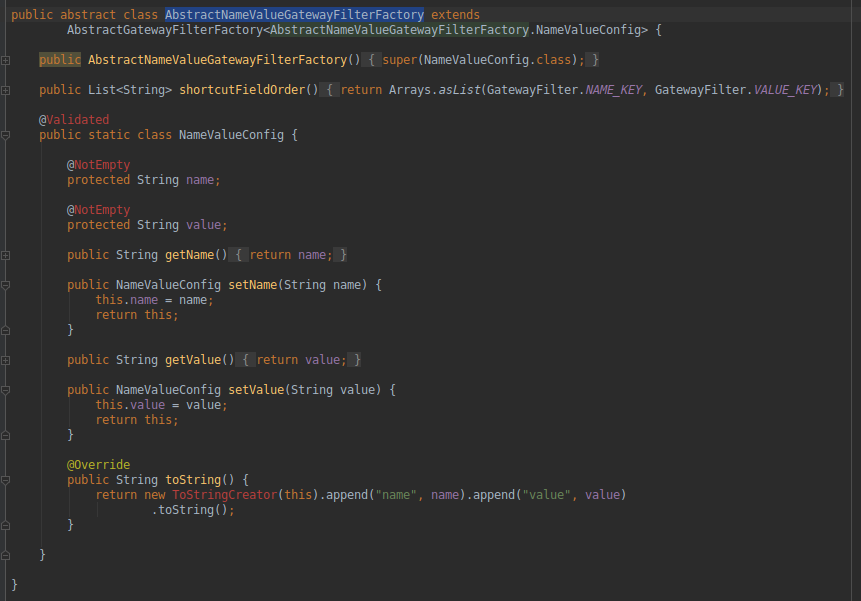 public abstract class AbstractNameValueGatewayFilterFactory extends
AbstractGatewayFilterFactory<AbstractNameValueGatewayFilterFactory.NameValueConfig> {
public AbstractNameValueGatewayFilterFactory() { super(NameValueConfig.class); }
public List<String> shortcutFieldOrder() { return Arrays.asList(GatewayFilter.NAME_KEY, GatewayFilter.VALUE_KEY); }
@Validated
public static class NameValueConfig {
@NotEmpty
protected String name;
@NotEmpty
protected String value;
public String getName() { return name; }
public NameValueConfig setName(String name) {
this.name = name;
return this;
}
public String getValue() { return value; }
public NameValueConfig setValue(String value) {
this.value = value;
return this;
}
@Override
public String toString() {
return new ToStringCreator(this).append("name", name).append("value", value)
.toString();
}
}
}